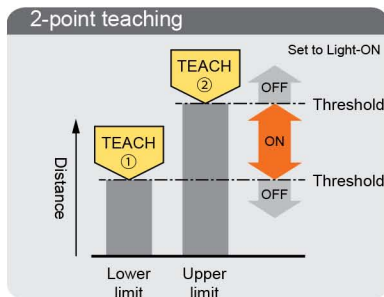 2-point teaching
Set to Light-ON
TEACH
②
OFF
Threshold
TEACH
①
ON
Threshold
OFF
Distance
Lower
limit
Upper
limit